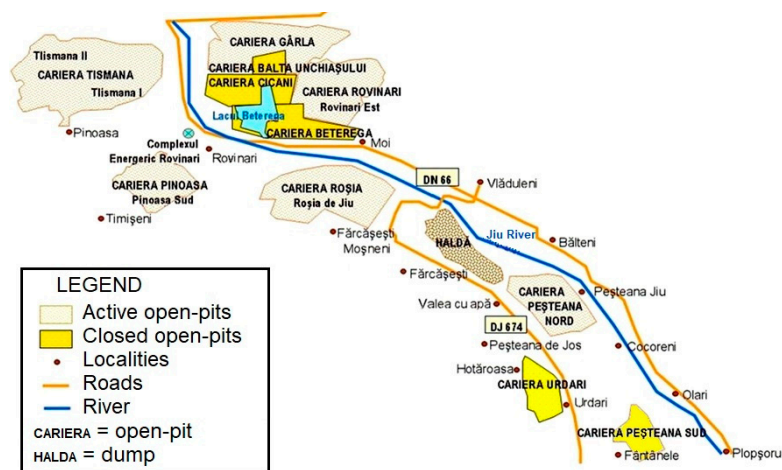 CARIERA GÂRLA
Tlismana II
CARIERA TISMANA
Tlismana I
CARIERA BALTA UNCHIAȘULUI
CARIERA CICANI
CARIERA ROVINARI
Rovinari Est
Lacul Beterega
CARIERA BETEREGA
Pinoasa
Complexul
Energeric Rovinari
Rovinari
Moi
DN 66
Vlăduleni
CARIERA PINOASA
Pinoasa Sud
CARIERA ROȘIA
Roșia de Jiu
Timișeni
Fărcășești
Moșneni
HALDĂ
Jiu River
Bâlteni
Fărcășești
CARIERA
PEȘTEANA
NORD
Peșteana Jiu
Valea cu apă
DJ 674
Peșteana de Jos
Cocoreni
Hotăroasa
CARIERA URDARI
Urdari
Olari
CARIERA PEȘTEANA SUD
Fântânele
Plopșoru
LEGEND
Active open-pits
Closed open-pits
Localities
Roads
River
CARIERA = open-pit
HALDA = dump